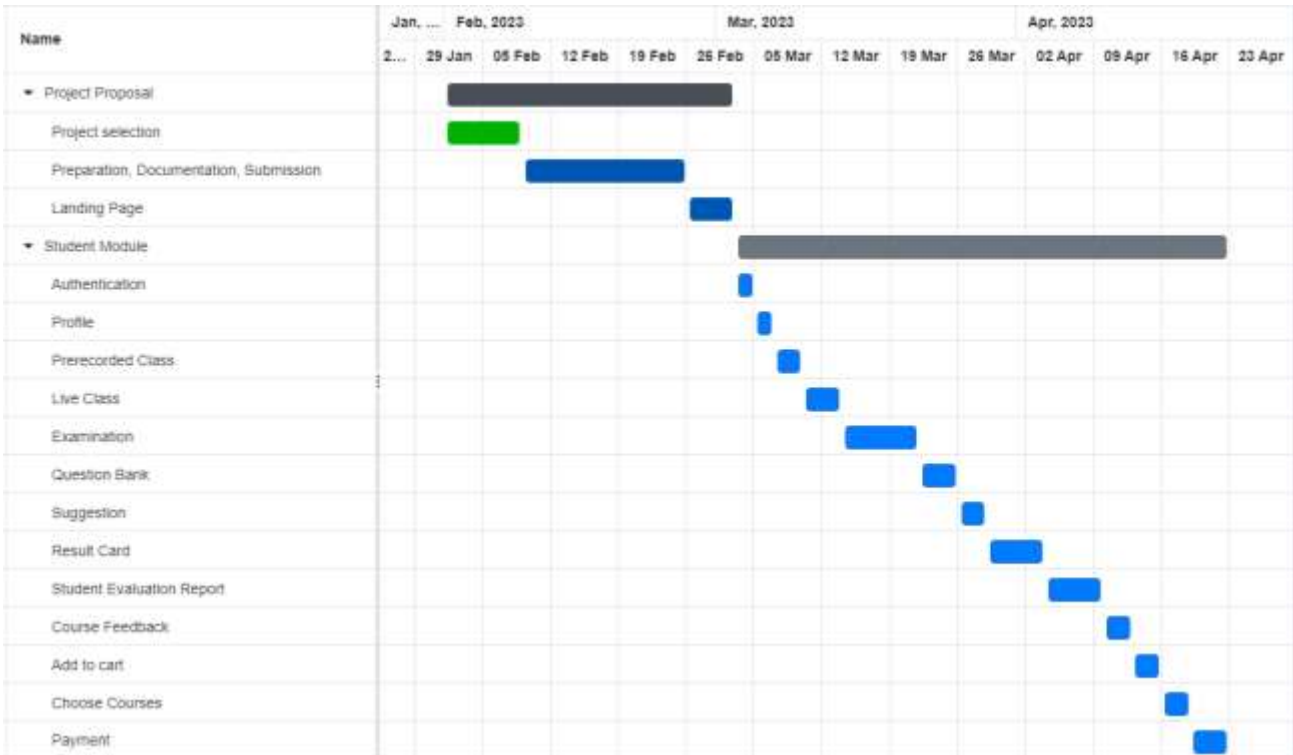 Name
Jan, ... Feb, 2023 Mar, 2023 Apr, 2023
2... 29 Jan 05 Feb 12 Feb 19 Feb 26 Feb 05 Mar 12 Mar 19 Mar 26 Mar 02 Apr 09 Apr 16 Apr 23 Apr
Project Proposal
Project selection
Preparation, Documentation, Submission
Landing Page
Student Module
Authentication
Profile
Prerecorded Class
Live Class
Examination
Question Bank
Suggestion
Result Card
Student Evaluation Report
Course Feedback
Add to cart
Choose Courses
Payment